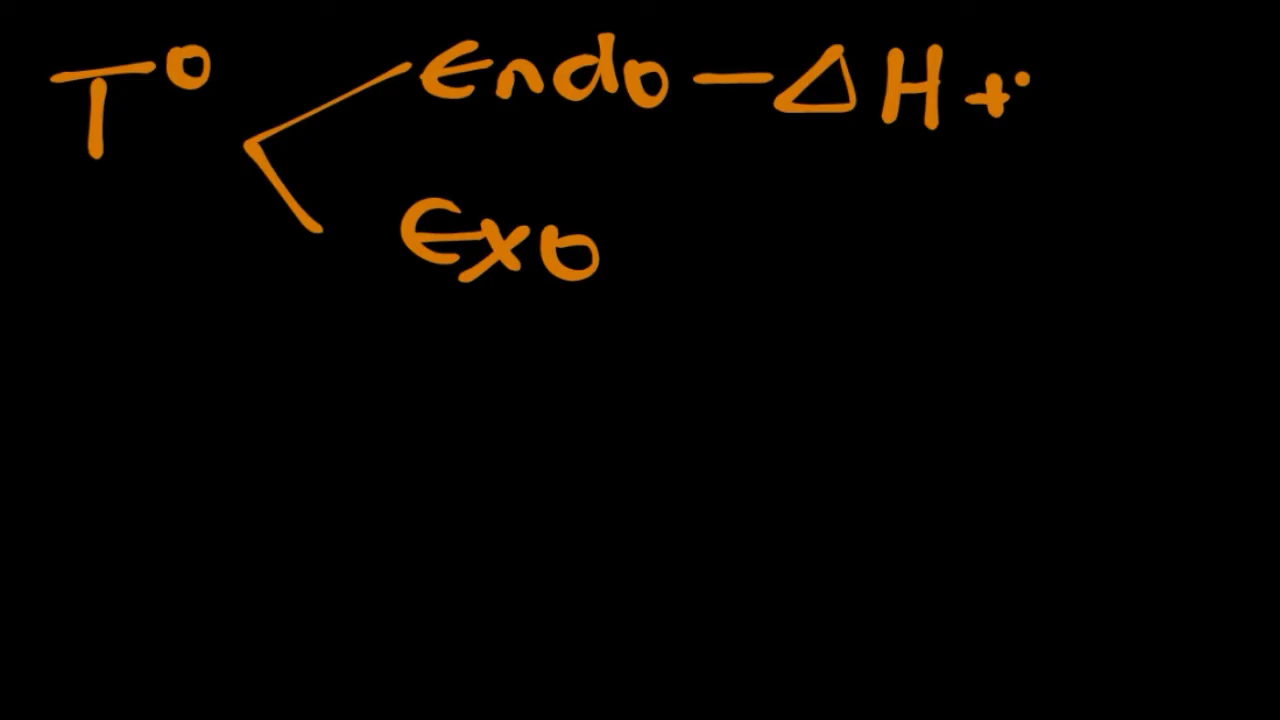 T° Endo - ΔH +
Exo